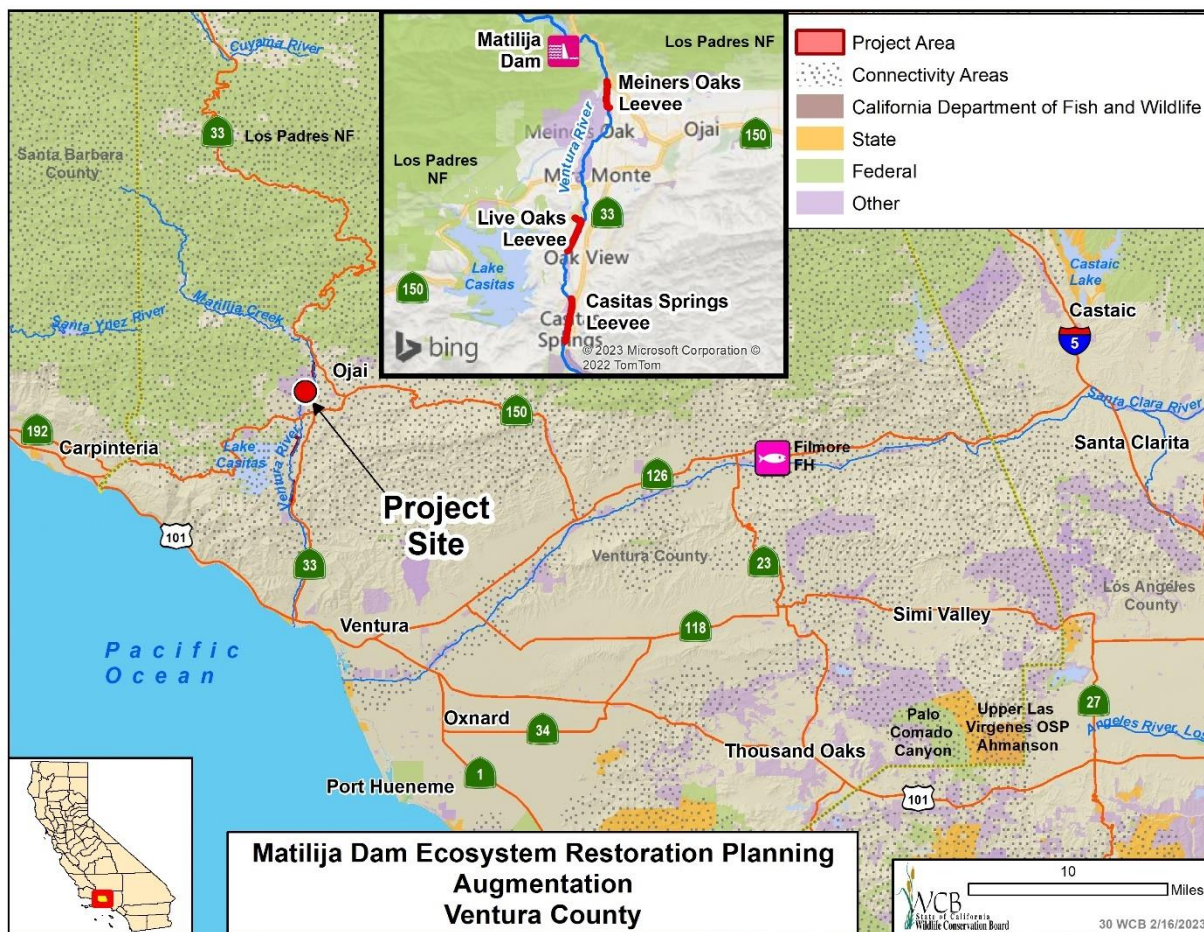 Cuyama River
33
Los Padres NF
Santa Barbara
County
Matilija Creek
Santa Ynez River
Ojai
192
Carpinteria
Lake
Casitas
Ventura River
150
Project
Site
101
33
126
Filmore
FH
Ventura County
23
118
Ventura
Simi Valley
Pacific
Ocean
Oxnard
34
1
Port Hueneme
Thousand Oaks
Palo
Comado
Canyon
Upper Las
Virgenes OSP
Ahmanson
27
Angeles River, Los
101
Los Angeles
County
Castaic
Lake
Castaic
5
Santa Clara River
Santa Clarita
Matilija
Dam
Los Padres NF
Meiners Oaks
Leevee
Meiners Oak
Ojai
150
Ventura River
Los Padres
NF
Mira Monte
Live Oaks
Leevee
33
Oak View
Lake
Casitas
150
Casitas Springs
Leevee
Casitas
Springs
bing
© 2023 Microsoft Corporation ©
2022 TomTom
Project Area
Connectivity Areas
California Department of Fish and Wildlife
State
Federal
Other
Matilija Dam Ecosystem Restoration Planning
Augmentation
Ventura County
WCB
State of California
Wildlife Conservation Board
10
Miles
30 WCB 2/16/2023